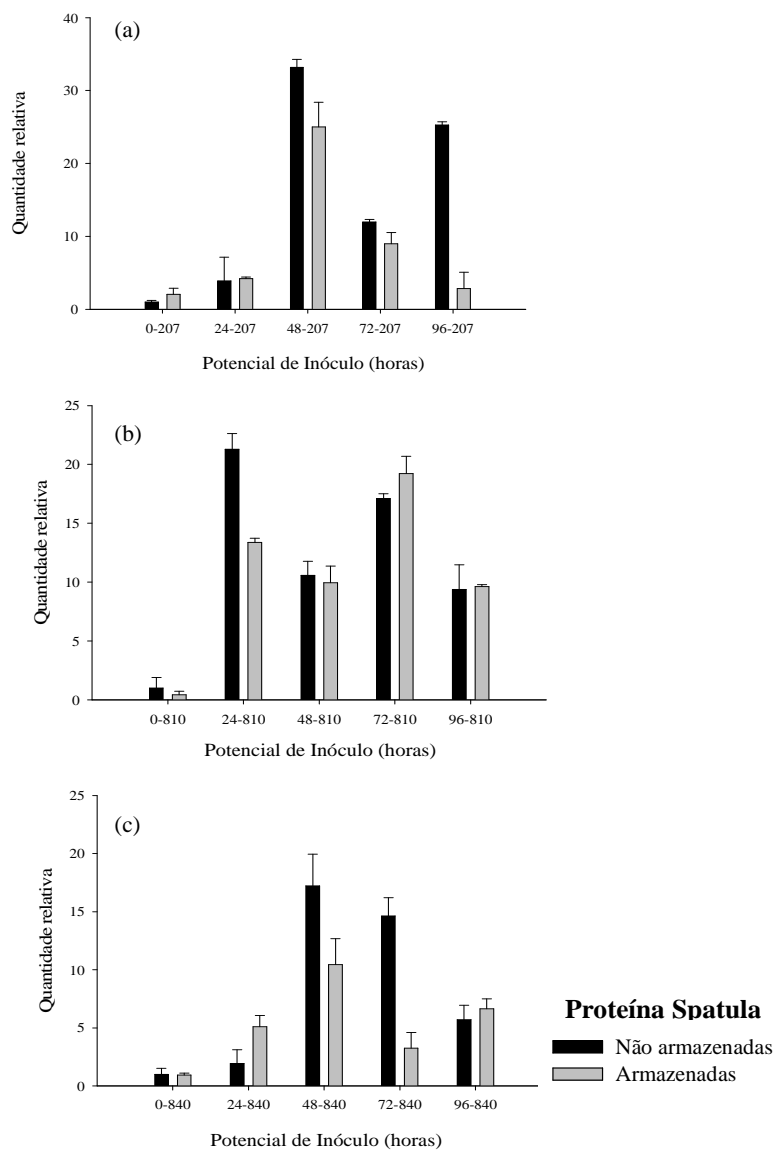 (a)
40
30
20
10
0
Quantidade relativa
0-207 24-207 48-207 72-207 96-207
Potencial de Inóculo (horas)
(b)
25
20
15
10
5
0
Quantidade relativa
0-810 24-810 48-810 72-810 96-810
Potencial de Inóculo (horas)
(c)
25
20
15
10
5
0
Quantidade relativa
0-840 24-840 48-840 72-840 96-840
Potencial de Inóculo (horas)
Proteína Spatula
Não armazenadas
Armazenadas